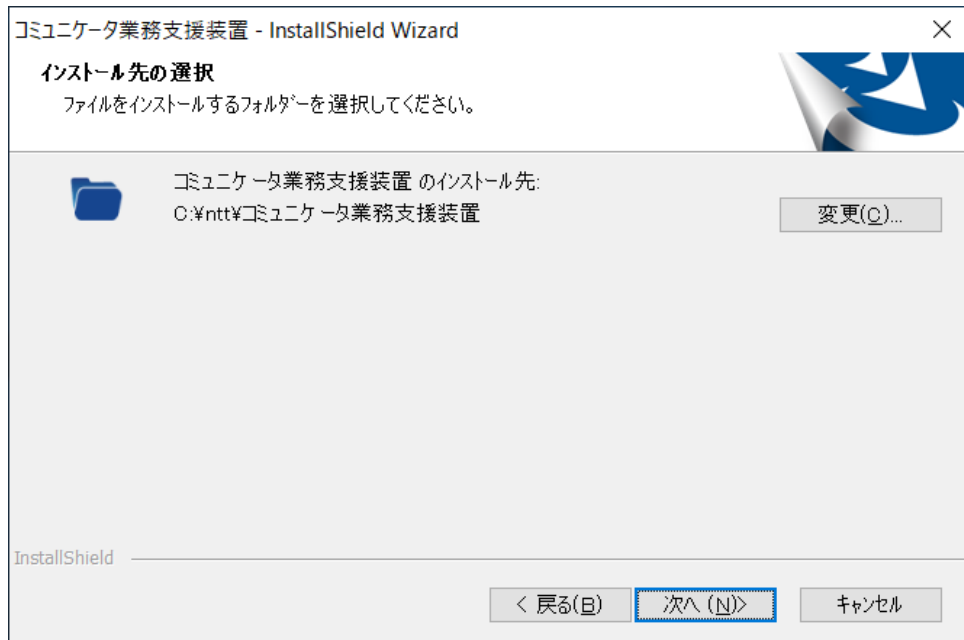 コミュニケータ業務支援装置 - InstallShield Wizard
インストール先の選択
ファイルをインストールするフォルダーを選択してください。
コミュニケータ業務支援装置 のインストール先:
C:¥ntt¥コミュニケータ業務支援装置
変更(C)...
InstallShield
< 戻る(B)
次へ (N)>
キャンセル